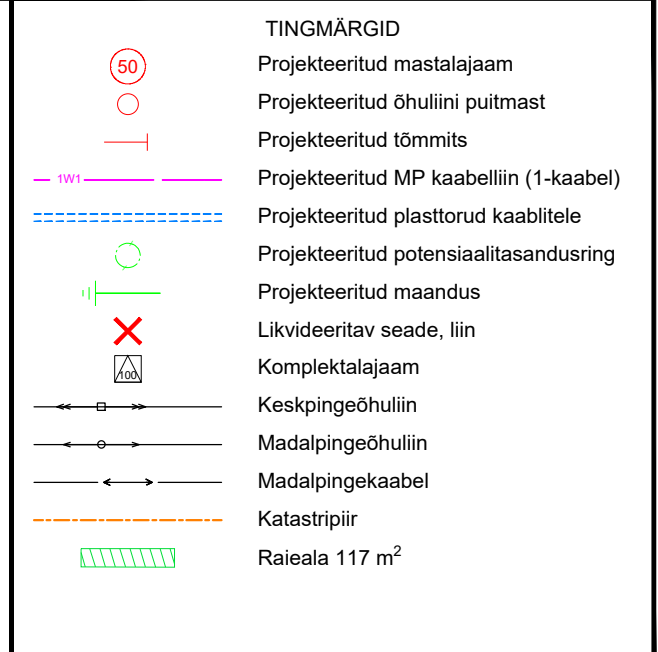 TINGMÄRGID
50 Projekteeritud mastalajaam
Projekteeritud õhuliini puitmast
Projekteeritud tõmmits
1W1 Projekteeritud MP kaabelliin (1-kaabel)
Projekteeritud plasttorud kaablitele
Projekteeritud potensiaalitasandusring
Projekteeritud maandus
Likvideeritav seade, liin
100 Komplektalajaam
Keskpingeõhuliin
Madalpingeõhuliin
Madalpingekaabel
Katastripiir
Raieala 117 m²